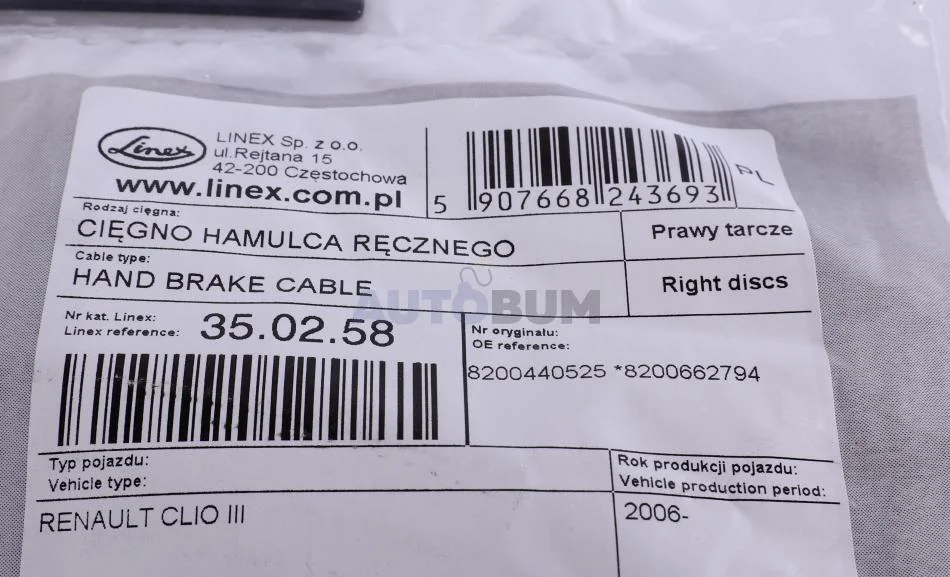 Linex
LINEX Sp. z o.o.
ul.Rejtana 15
42-200 Częstochowa
www.linex.com.pl
5 907668 243693
PL
Rodzaj cięgna:
CIĘGNO HAMULCA RĘCZNEGO
Prawy tarcze
Cable type:
HAND BRAKE CABLE
Right discs
AUTOBUM
Nr kat. Linex:
Linex reference:
35.02.58
Nr oryginału:
OE reference:
8200440525 *8200662794
Typ pojazdu:
Vehicle type:
RENAULT CLIO III
Rok produkcji pojazdu:
Vehicle production period:
2006-